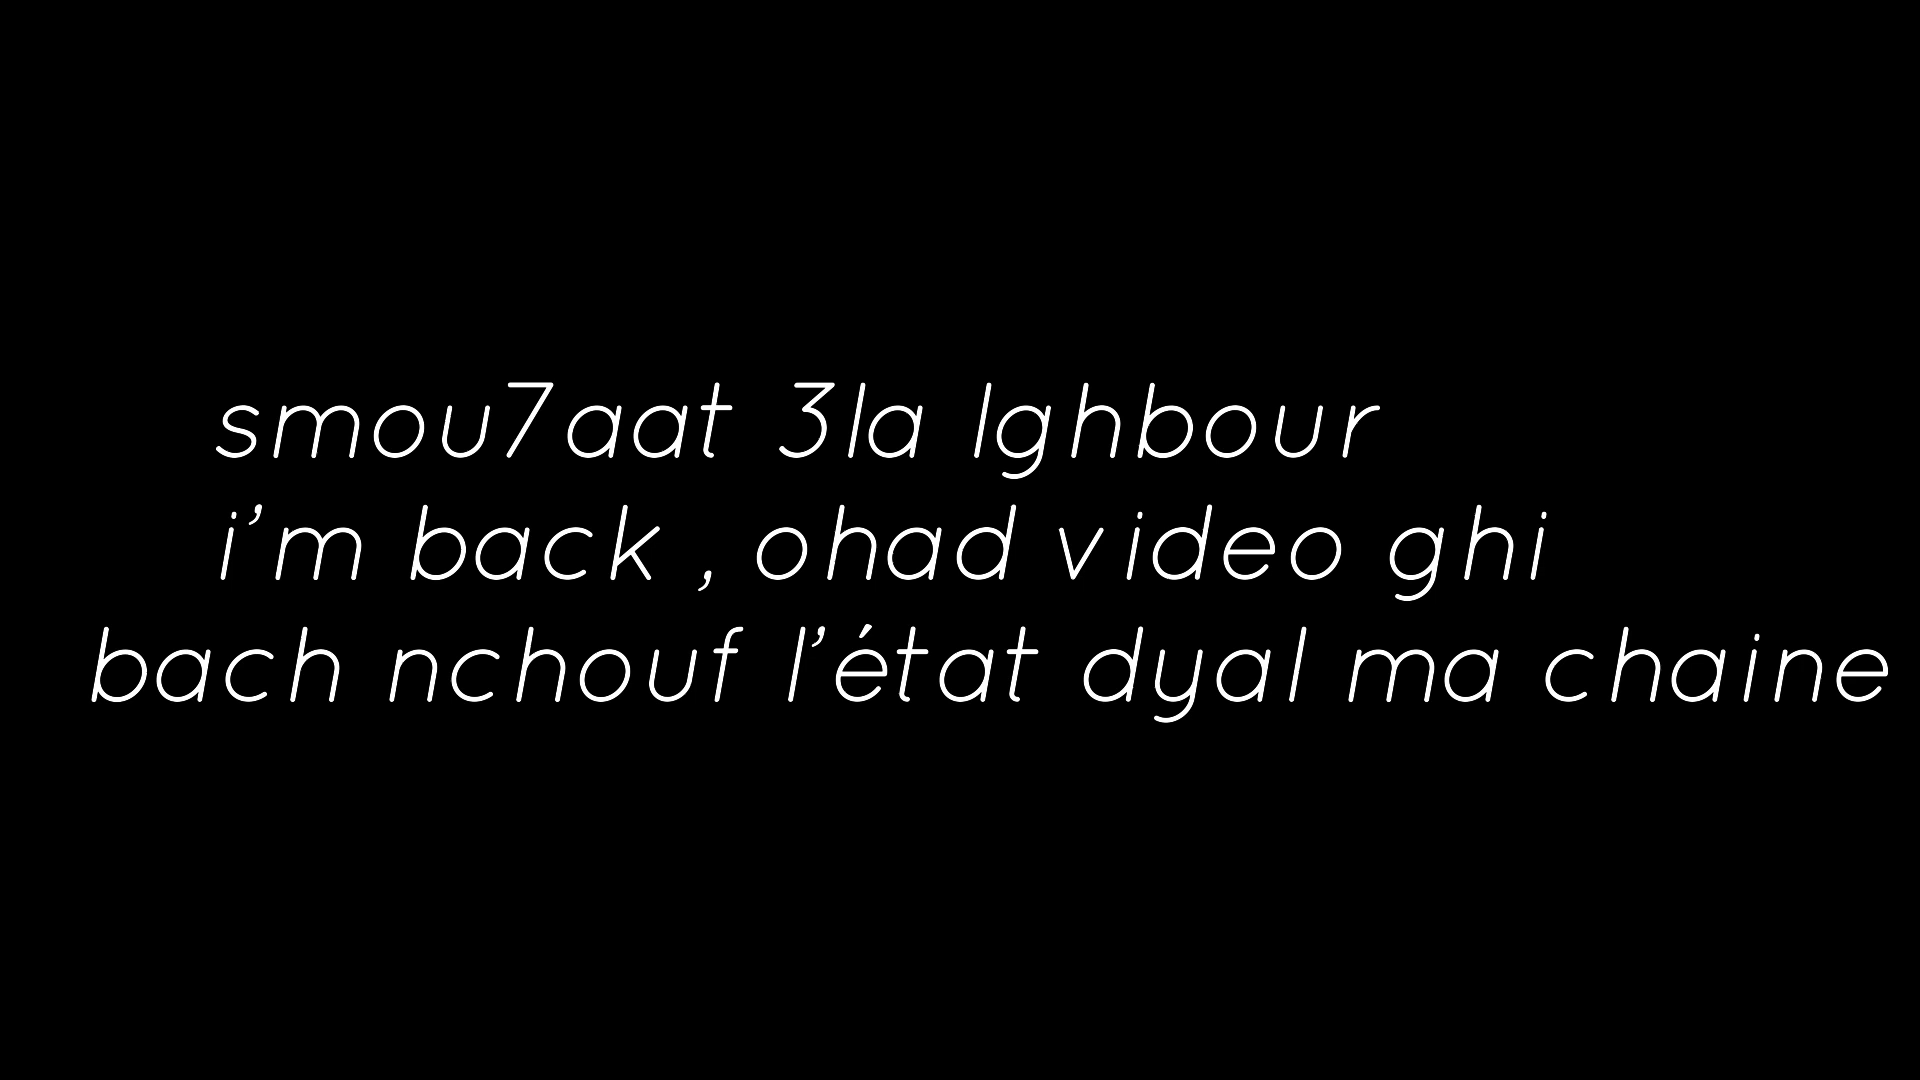 smou7aat 3la lghbour
i’m back , ohad video ghi
bach nchouf l’état dyal ma chaine